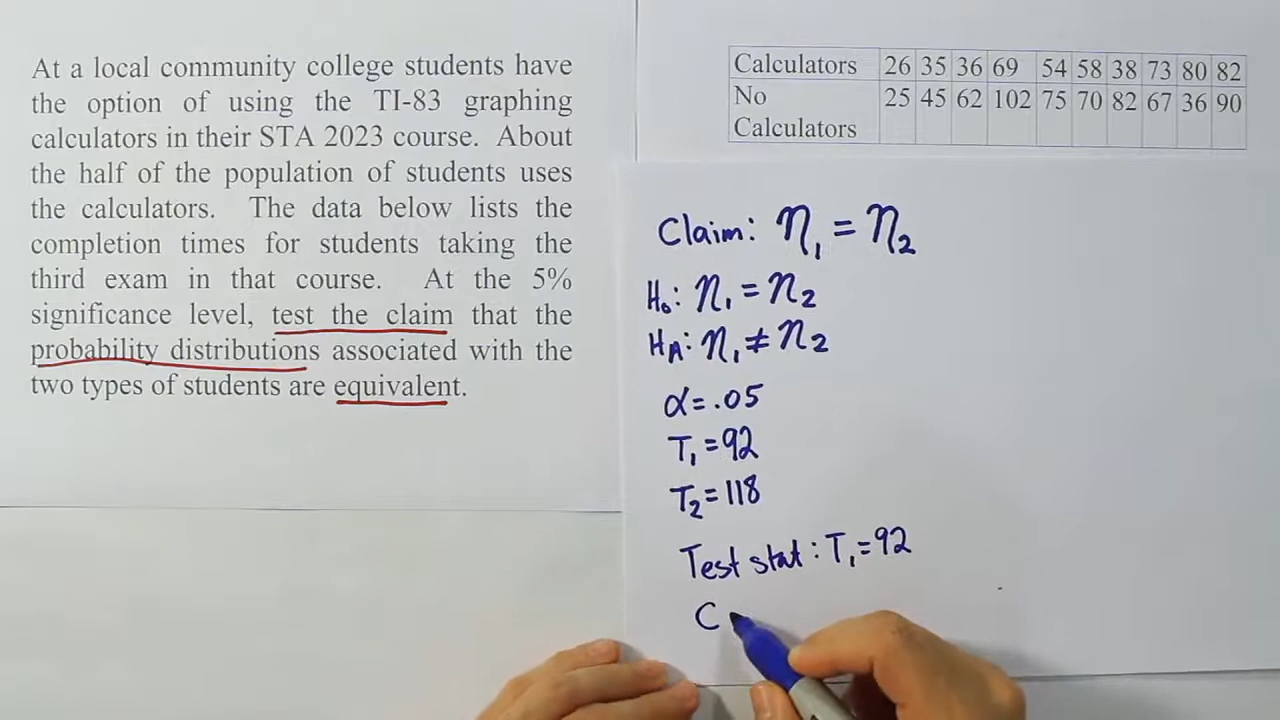 At a local community college students have
the option of using the TI-83 graphing
calculators in their STA 2023 course. About
the half of the population of students uses
the calculators. The data below lists the
completion times for students taking the
third exam in that course. At the 5%
significance level, test the claim that the
probability distributions associated with the
two types of students are equivalent.
Calculators 26 35 36 69 54 58 38 73 80 82
No 25 45 62 102 75 70 82 67 36 90
Calculators
Claim: η₁ = η₂
H₀: η₁ = η₂
H_A: η₁ ≠ η₂
α = .05
T₁ = 92
T₂ = 118
Test stat: T₁ = 92
C